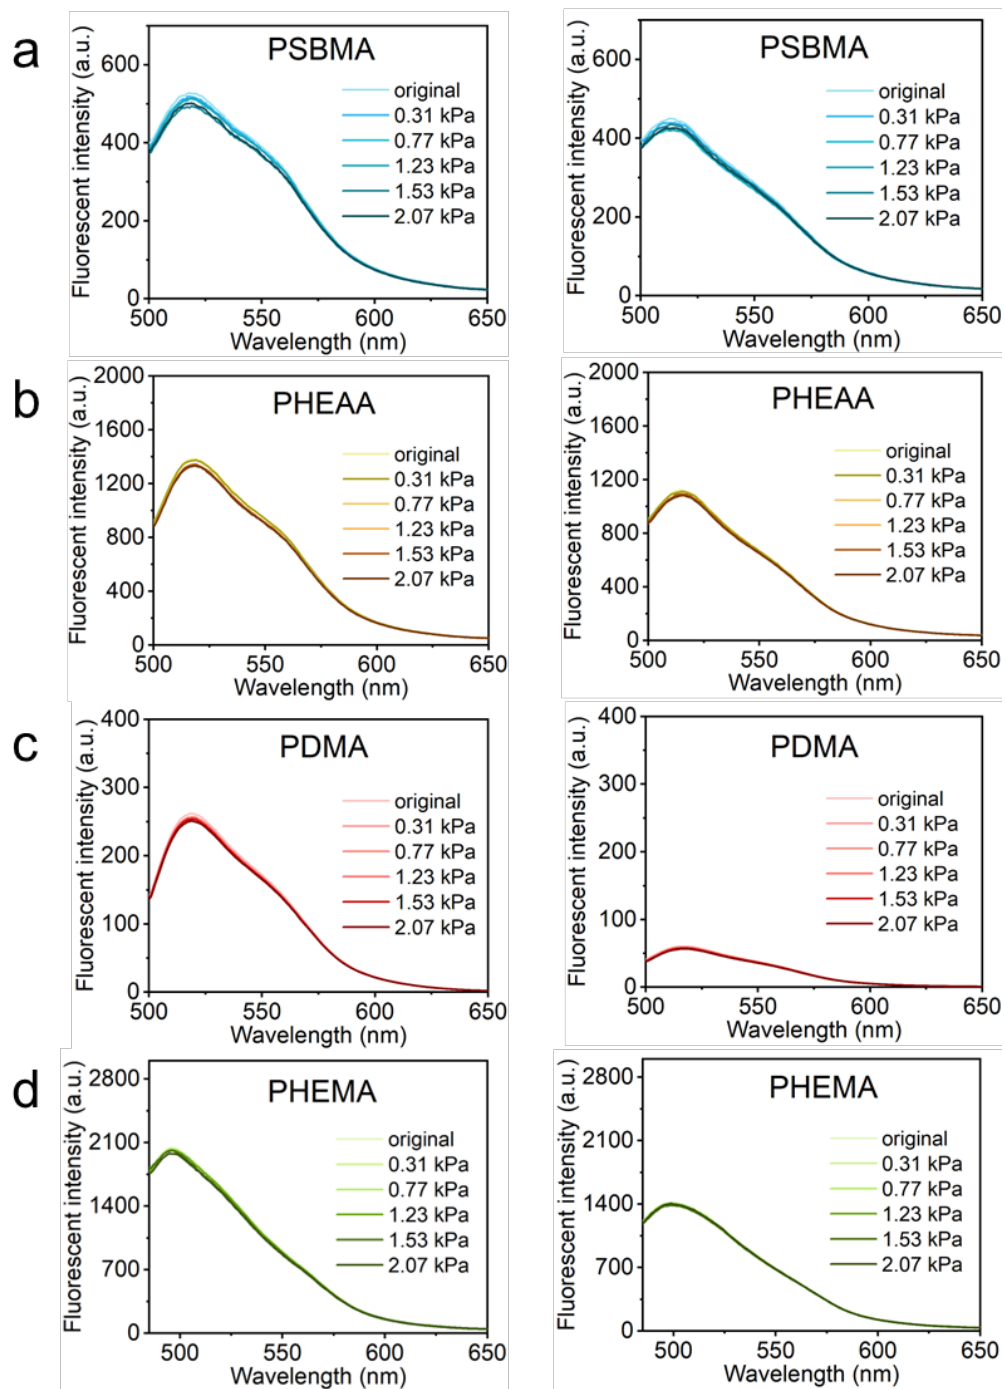 a
PSBMA
Fluorescent intensity (a.u.)
600
400
200
0
original
0.31 kPa
0.77 kPa
1.23 kPa
1.53 kPa
2.07 kPa
500 550 600 650
Wavelength (nm)
PSBMA
Fluorescent intensity (a.u.)
600
400
200
0
original
0.31 kPa
0.77 kPa
1.23 kPa
1.53 kPa
2.07 kPa
500 550 600 650
Wavelength (nm)
b
PHEAA
Fluorescent intensity (a.u.)
2000
1600
1200
800
400
0
original
0.31 kPa
0.77 kPa
1.23 kPa
1.53 kPa
2.07 kPa
500 550 600 650
Wavelength (nm)
PHEAA
Fluorescent intensity (a.u.)
2000
1600
1200
800
400
0
original
0.31 kPa
0.77 kPa
1.23 kPa
1.53 kPa
2.07 kPa
500 550 600 650
Wavelength (nm)
c
PDMA
Fluorescent intensity (a.u.)
400
300
200
100
0
original
0.31 kPa
0.77 kPa
1.23 kPa
1.53 kPa
2.07 kPa
500 550 600 650
Wavelength (nm)
PDMA
Fluorescent intensity (a.u.)
400
300
200
100
0
original
0.31 kPa
0.77 kPa
1.23 kPa
1.53 kPa
2.07 kPa
500 550 600 650
Wavelength (nm)
d
PHEMA
Fluorescent intensity (a.u.)
2800
2100
1400
700
0
original
0.31 kPa
0.77 kPa
1.23 kPa
1.53 kPa
2.07 kPa
500 550 600 650
Wavelength (nm)
PHEMA
Fluorescent intensity (a.u.)
2800
2100
1400
700
0
original
0.31 kPa
0.77 kPa
1.23 kPa
1.53 kPa
2.07 kPa
500 550 600 650
Wavelength (nm)